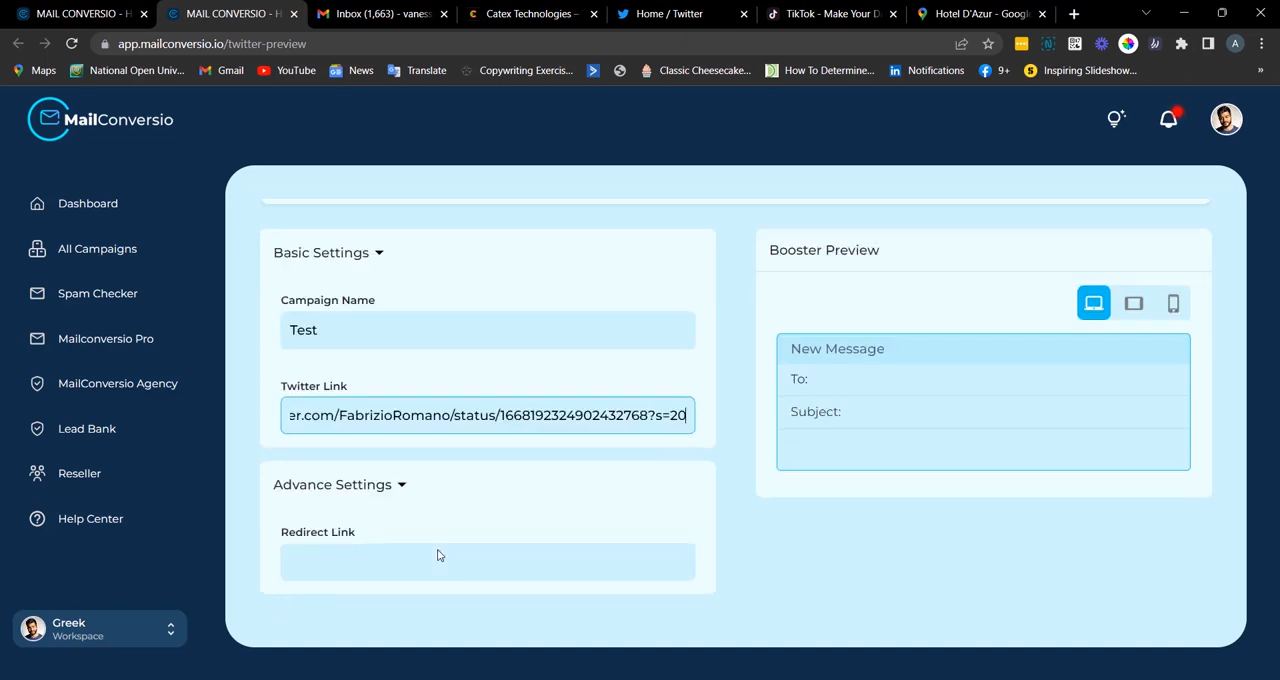 MAIL CONVERSIO - H
MAIL CONVERSIO - H
Inbox (1,663) - vaness
Catex Technologies –
Home / Twitter
TikTok - Make Your Da
Hotel D'Azur - Google
app.mailconversio.io/twitter-preview
A
Maps
National Open Univ...
Gmail
YouTube
News
Translate
Copywriting Exercis...
Classic Cheesecake...
How To Determine...
Notifications
9+
Inspiring Slideshow...
»
MailConversio
Dashboard
All Campaigns
Spam Checker
Mailconversio Pro
MailConversio Agency
Lead Bank
Reseller
Help Center
Greek
Workspace
Basic Settings
Campaign Name
Test
Twitter Link
er.com/FabrizioRomano/status/1668192324902432768?s=20
Advance Settings
Redirect Link
Booster Preview
New Message
To:
Subject: